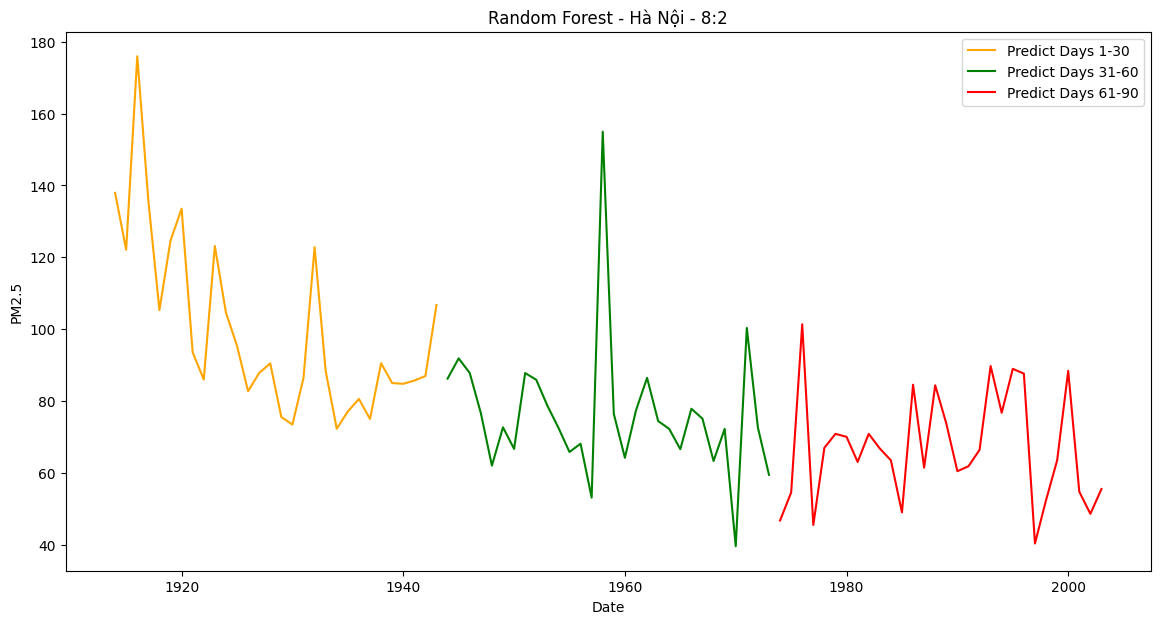 Random Forest - Hà Nội - 8:2
Predict Days 1-30
Predict Days 31-60
Predict Days 61-90
PM2.5
180
160
140
120
100
80
60
40
1920
1940
1960
1980
2000
Date